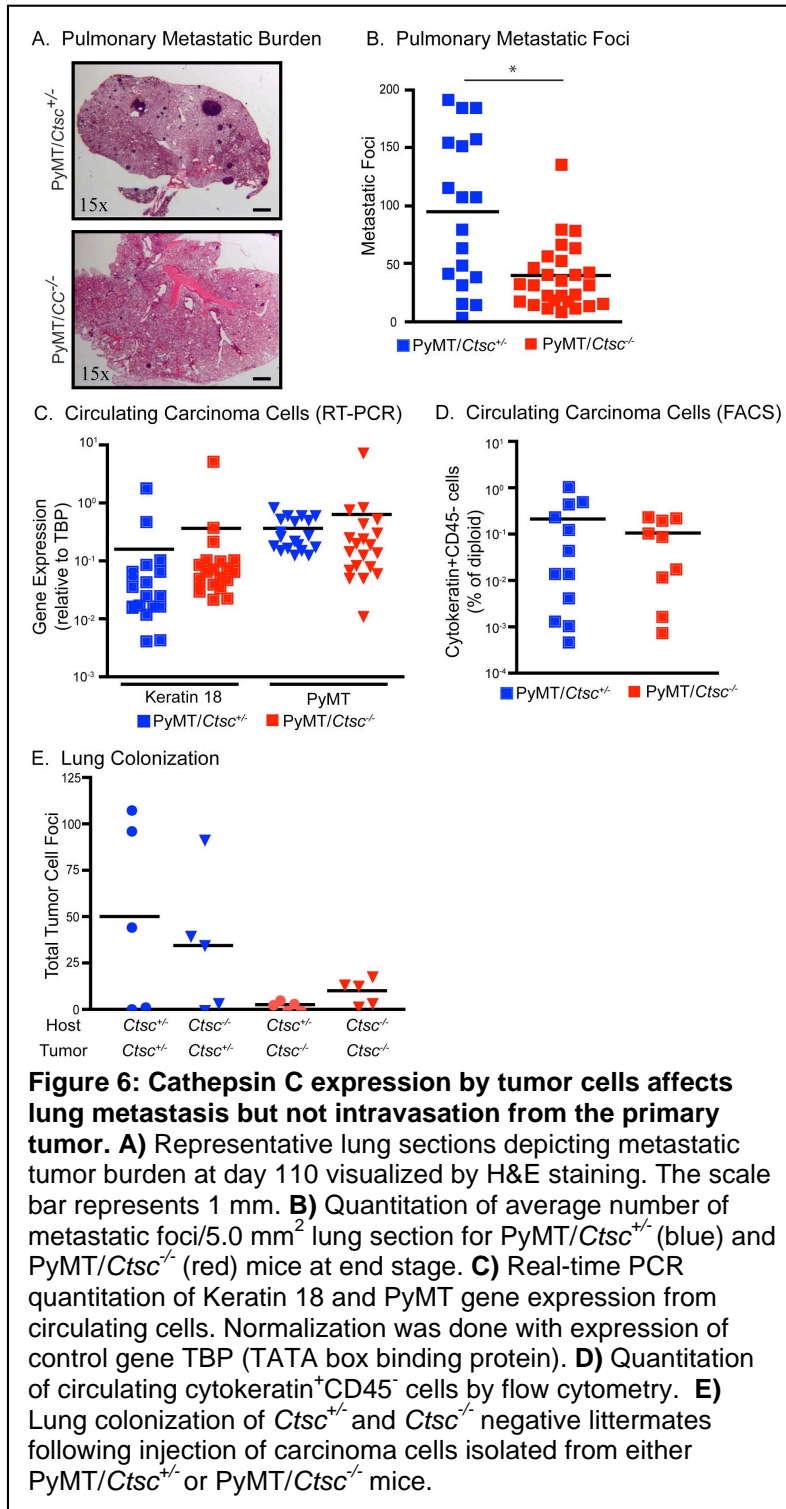 A. Pulmonary Metastatic Burden
PyMT/Ctsc+/-
15x
PyMT/CC-/-
15x
B. Pulmonary Metastatic Foci
*
Metastatic Foci
200
150
100
50
0
PyMT/Ctsc+/- PyMT/Ctsc-/-
C. Circulating Carcinoma Cells (RT-PCR)
Gene Expression
(relative to TBP)
10^1
10^0
10^-1
10^-2
10^-3
Keratin 18 PyMT
PyMT/Ctsc+/- PyMT/Ctsc-/-
D. Circulating Carcinoma Cells (FACS)
Cytokeratin+CD45- cells
(% of diploid)
10^1
10^0
10^-1
10^-2
10^-3
10^-4
PyMT/Ctsc+/- PyMT/Ctsc-/-
E. Lung Colonization
Total Tumor Cell Foci
125
100
75
50
25
0
Host Ctsc+/- Ctsc-/- Ctsc+/- Ctsc-/-
Tumor Ctsc+/- Ctsc+/- Ctsc-/- Ctsc-/-
Figure 6: Cathepsin C expression by tumor cells affects
lung metastasis but not intravasation from the primary
tumor. A) Representative lung sections depicting metastatic
tumor burden at day 110 visualized by H&E staining. The scale
bar represents 1 mm. B) Quantitation of average number of
metastatic foci/5.0 mm2 lung section for PyMT/Ctsc+/- (blue) and
PyMT/Ctsc-/- (red) mice at end stage. C) Real-time PCR
quantitation of Keratin 18 and PyMT gene expression from
circulating cells. Normalization was done with expression of
control gene TBP (TATA box binding protein). D) Quantitation
of circulating cytokeratin+CD45- cells by flow cytometry. E)
Lung colonization of Ctsc+/- and Ctsc-/- negative littermates
following injection of carcinoma cells isolated from either
PyMT/Ctsc+/- or PyMT/Ctsc-/- mice.